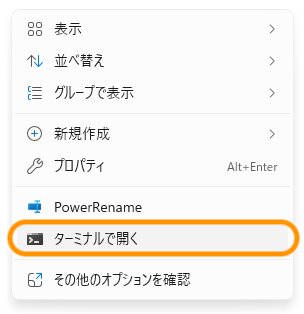 表示
並べ替え
グループで表示
新規作成
プロパティ Alt+Enter
PowerRename
ターミナルで開く
その他のオプションを確認